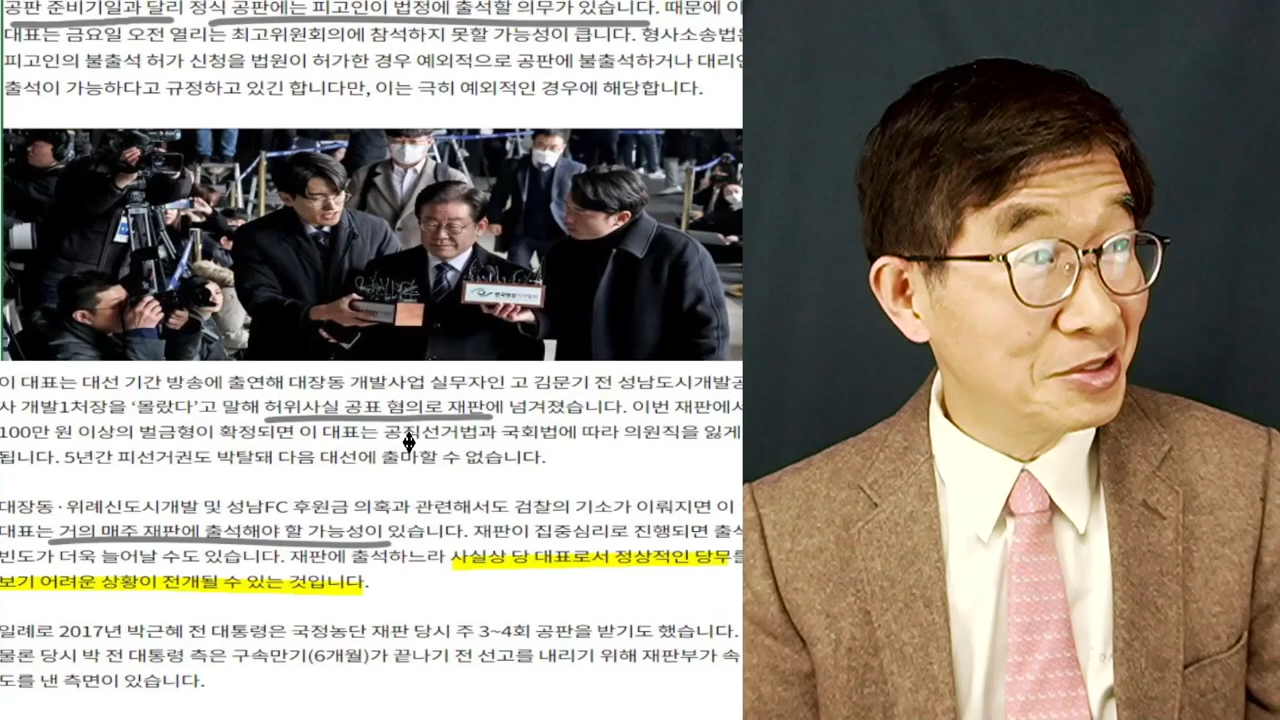 공판 준비기일과 달리 정식 공판에는 피고인이 법정에 출석할 의무가 있습니다. 때문에 이
대표는 금요일 오전 열리는 최고위원회의에 참석하지 못할 가능성이 큽니다. 형사소송법은
피고인의 불출석 허가 신청을 법원이 허가한 경우 예외적으로 공판에 불출석하거나 대리인
출석이 가능하다고 규정하고 있긴 합니다만, 이는 극히 예외적인 경우에 해당합니다.
이 대표는 대선 기간 방송에 출연해 대장동 개발사업 실무자인 고 김문기 전 성남도시개발공
사 개발1처장을 ‘몰랐다’고 말해 허위사실 공표 혐의로 재판에 넘겨졌습니다. 이번 재판에서
100만 원 이상의 벌금형이 확정되면 이 대표는 공직선거법과 국회법에 따라 의원직을 잃게
됩니다. 5년간 피선거권도 박탈돼 다음 대선에 출마할 수 없습니다.
대장동·위례신도시개발 및 성남FC 후원금 의혹과 관련해서도 검찰의 기소가 이뤄지면 이
대표는 거의 매주 재판에 출석해야 할 가능성이 있습니다. 재판이 집중심리로 진행되면 출석
빈도가 더욱 늘어날 수도 있습니다. 재판에 출석하느라 사실상 당 대표로서 정상적인 당무를
보기 어려운 상황이 전개될 수 있는 것입니다.
일례로 2017년 박근혜 전 대통령은 국정농단 재판 당시 주 3~4회 공판을 받기도 했습니다.
물론 당시 박 전 대통령 측은 구속만기(6개월)가 끝나기 전 선고를 내리기 위해 재판부가 속
도를 낸 측면이 있습니다.